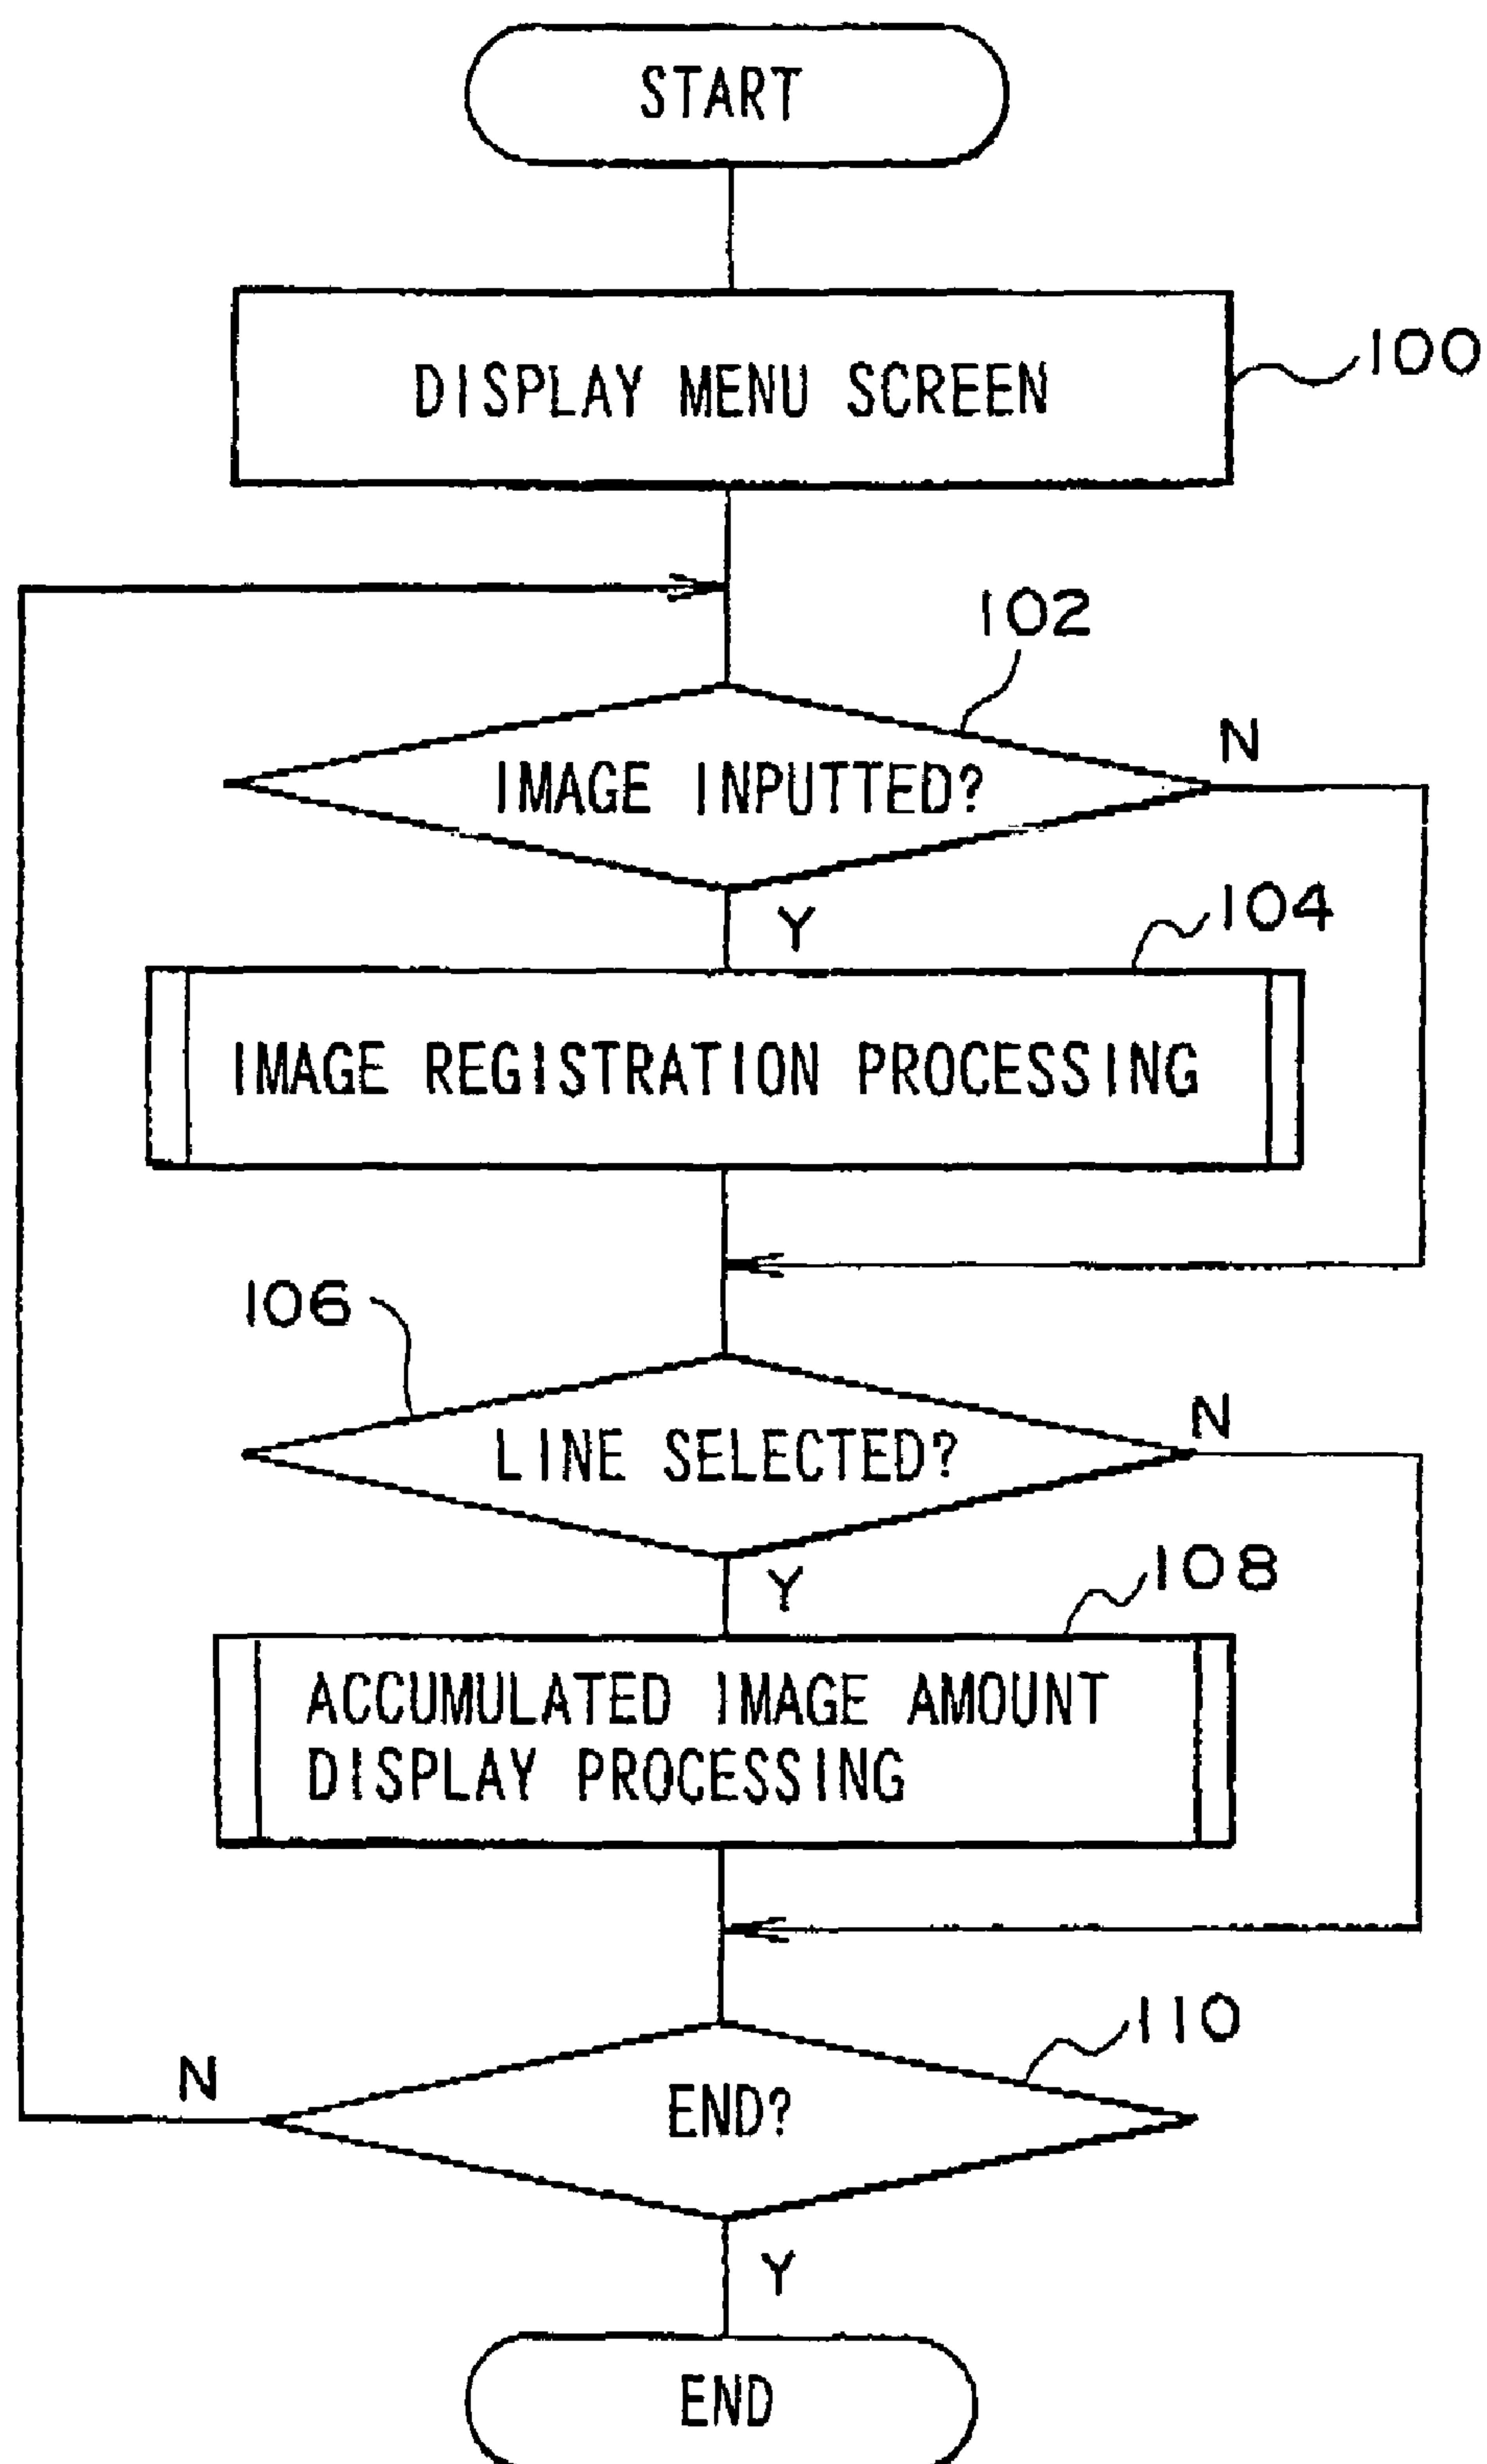 START
DISPLAY MENU SCREEN
100
102
IMAGE INPUTTED?
N
Y
104
IMAGE REGISTRATION PROCESSING
106
LINE SELECTED?
N
Y
108
ACCUMULATED IMAGE AMOUNT
DISPLAY PROCESSING
110
N
END?
Y
END